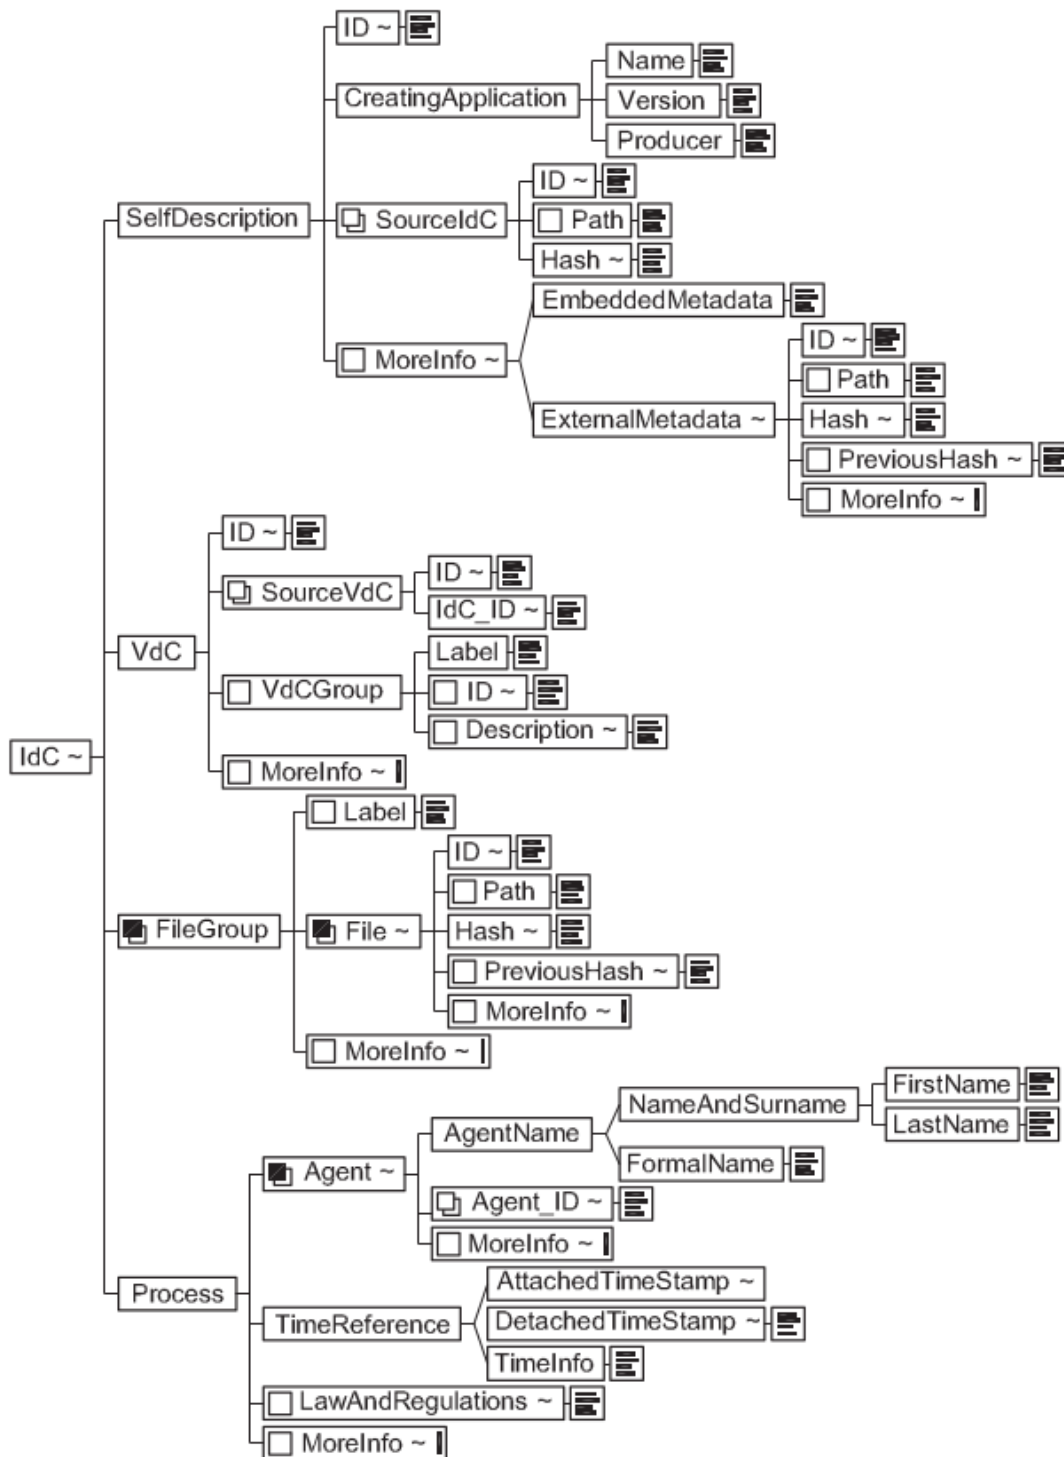 ID ~
CreatingApplication
Name
Version
Producer
SelfDescription
SourceIdC
ID ~
Path
Hash ~
MoreInfo ~
EmbeddedMetadata
ExternalMetadata ~
ID ~
Path
Hash ~
PreviousHash ~
MoreInfo ~
IdC ~
VdC
ID ~
SourceVdC
ID ~
IdC_ID ~
VdCGroup
Label
ID ~
Description ~
MoreInfo ~
FileGroup
Label
File ~
ID ~
Path
Hash ~
PreviousHash ~
MoreInfo ~
MoreInfo ~
Process
Agent ~
AgentName
NameAndSurname
FirstName
LastName
FormalName
Agent_ID ~
MoreInfo ~
TimeReference
AttachedTimeStamp ~
DetachedTimeStamp ~
TimeInfo
LawAndRegulations ~
MoreInfo ~